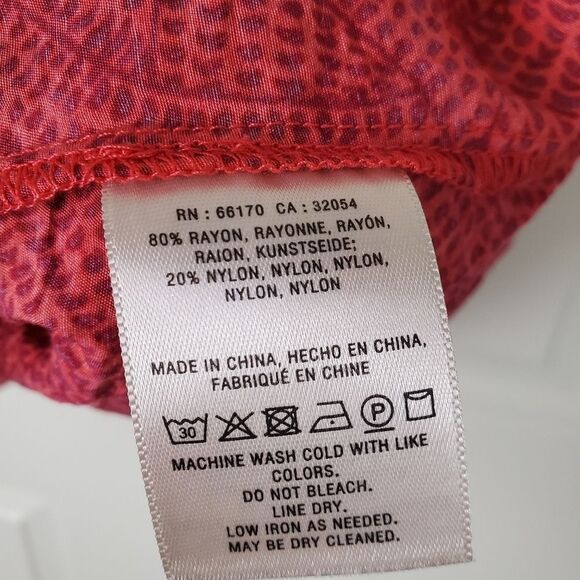 RN : 66170 CA : 32054
80% RAYON, RAYONNE, RAYÓN,
RAION, KUNSTSEIDE;
20% NYLON, NYLON, NYLON,
NYLON, NYLON
MADE IN CHINA, HECHO EN CHINA,
FABRIQUÉ EN CHINE
30 P
MACHINE WASH COLD WITH LIKE
COLORS.
DO NOT BLEACH.
LINE DRY.
LOW IRON AS NEEDED.
MAY BE DRY CLEANED.